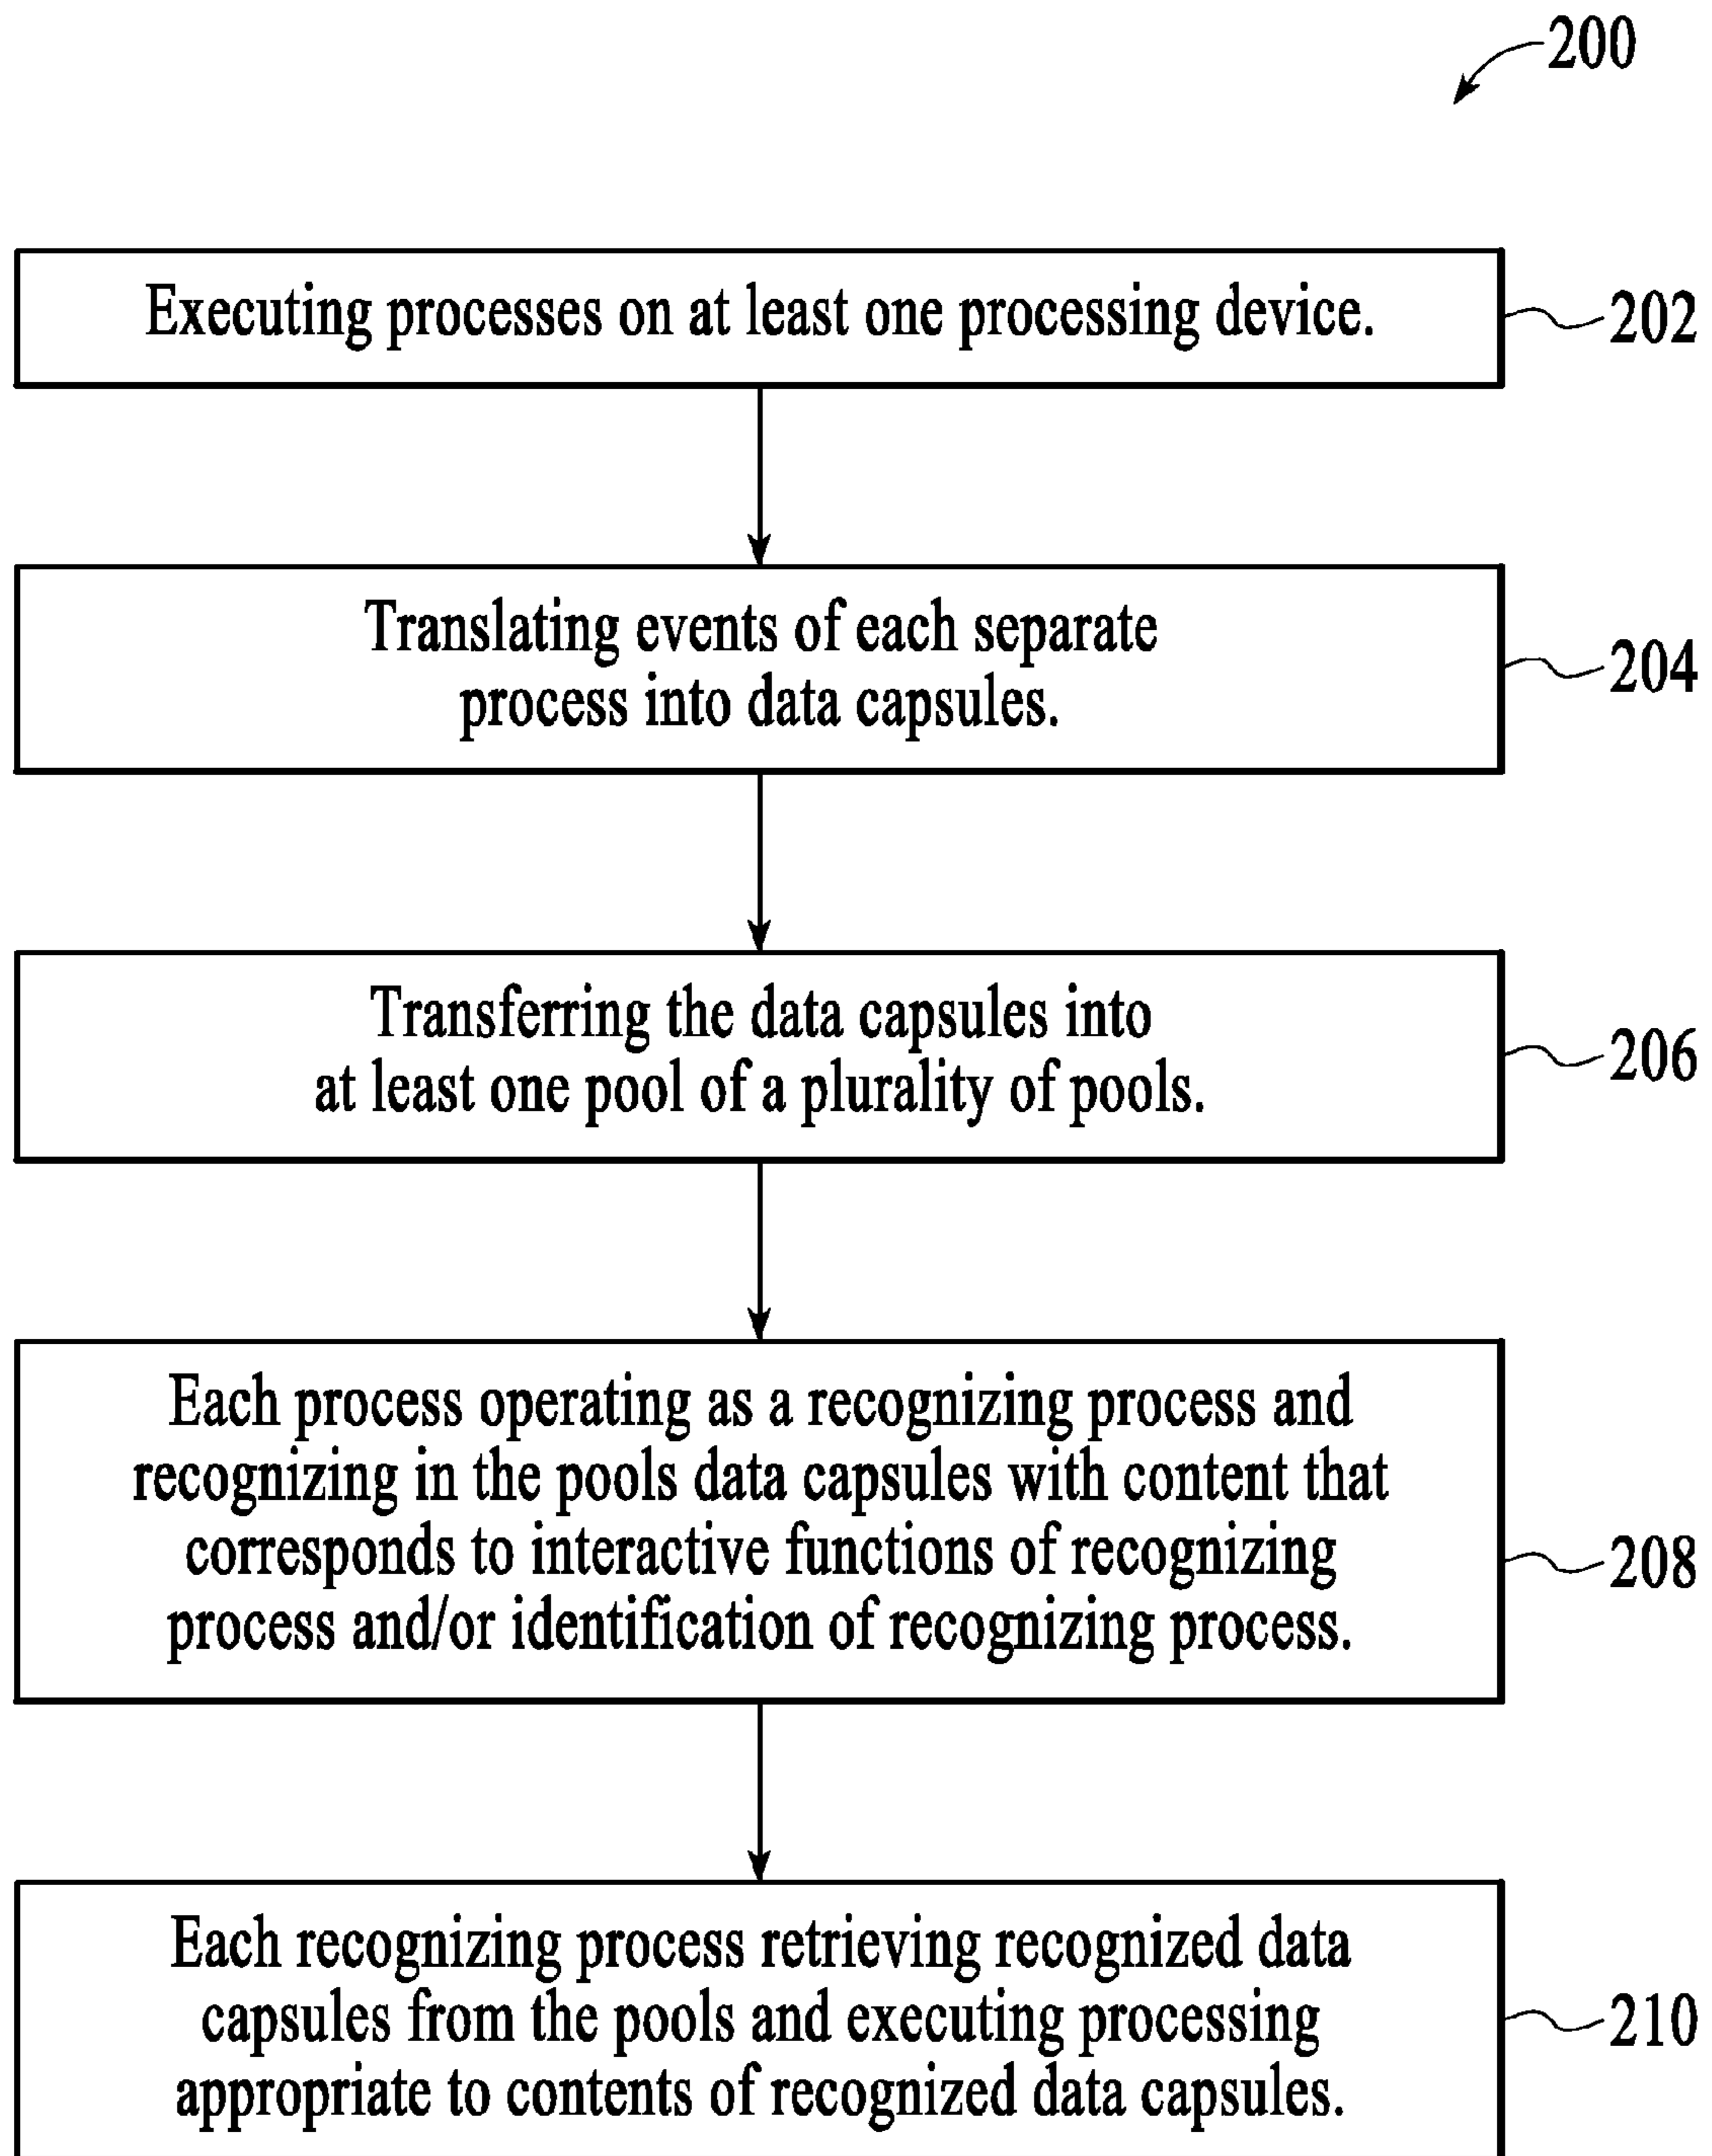 200
Executing processes on at least one processing device.
202
Translating events of each separate
process into data capsules.
204
Transferring the data capsules into
at least one pool of a plurality of pools.
206
Each process operating as a recognizing process and
recognizing in the pools data capsules with content that
corresponds to interactive functions of recognizing
process and/or identification of recognizing process.
208
Each recognizing process retrieving recognized data
capsules from the pools and executing processing
appropriate to contents of recognized data capsules.
210